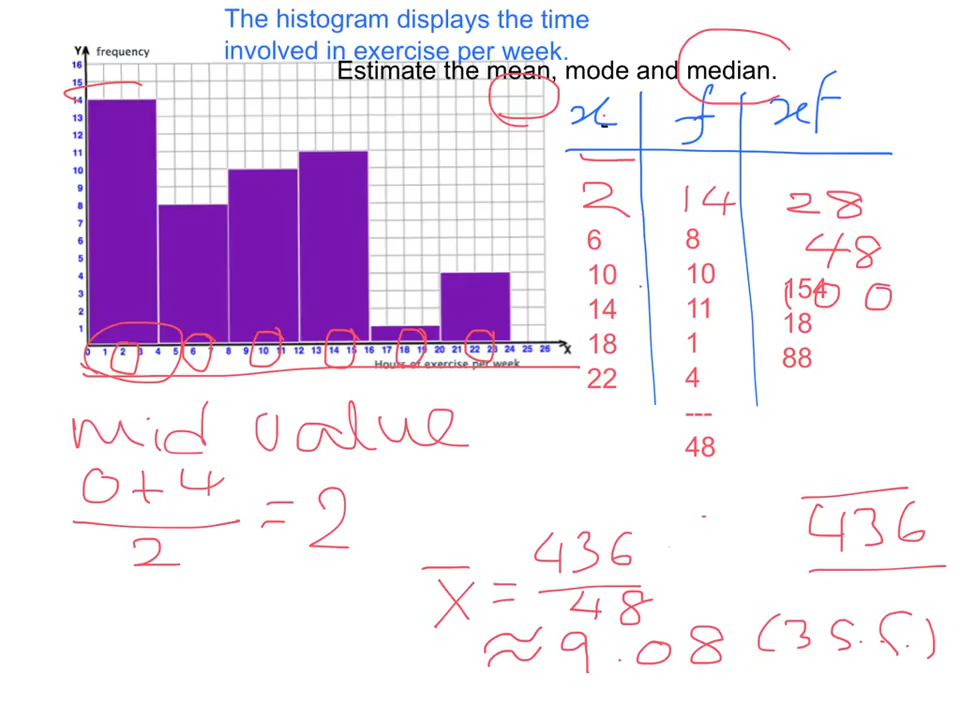 The histogram displays the time
involved in exercise per week.
Estimate the mean, mode and median.
Y frequency
16
15
14
13
12
11
10
9
8
7
6
5
4
3
2
1
0 1 2 3 4 5 6 7 8 9 10 11 12 13 14 15 16 17 18 19 20 21 22 23 24 25 26 X
Hours of exercise per week
x f xf
2 14 28
6 8 48
10 10 100
154
14 11 18
18 1 88
22 4
---
48
436
mid value
0+4
2
= 2
x̄ = 436
48
≈ 9.08 (3 S.F.)